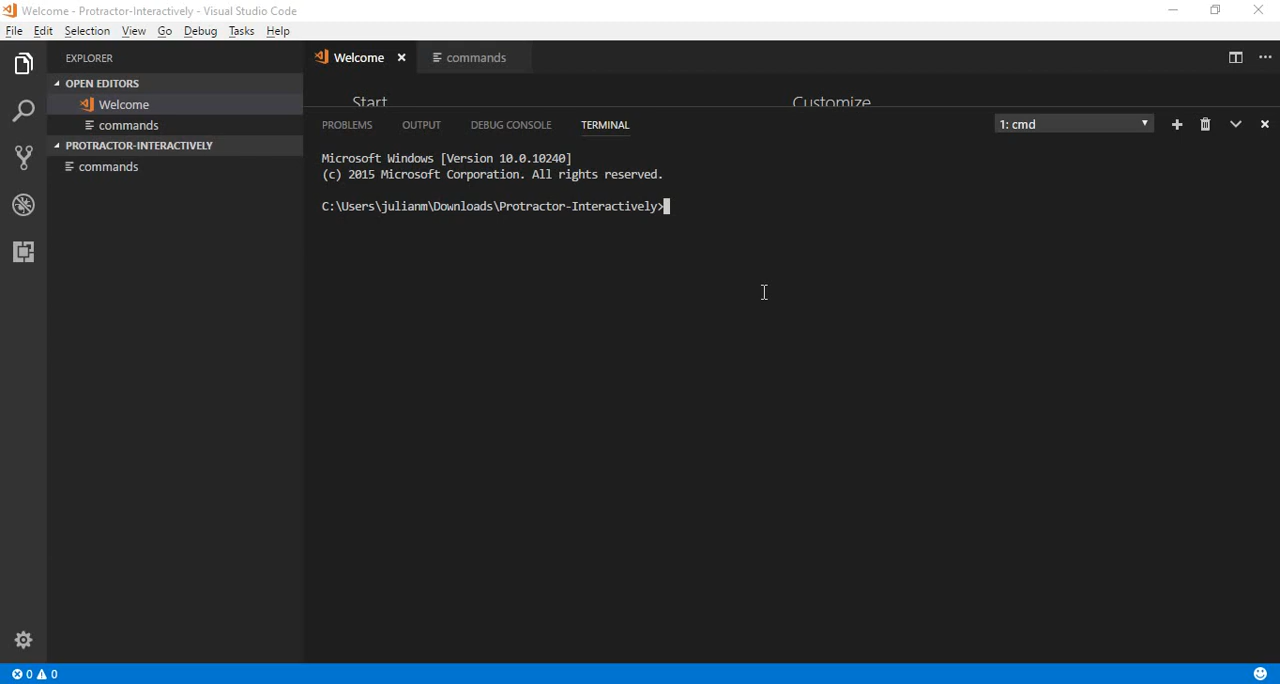 Welcome - Protractor-Interactively - Visual Studio Code
File Edit Selection View Go Debug Tasks Help
EXPLORER
OPEN EDITORS
Welcome
commands
PROTRACTOR-INTERACTIVELY
commands
Welcome commands
Start Customize
PROBLEMS OUTPUT DEBUG CONSOLE TERMINAL 1: cmd
Microsoft Windows [Version 10.0.10240]
(c) 2015 Microsoft Corporation. All rights reserved.
C:\Users\julianm\Downloads\Protractor-Interactively>
0 0